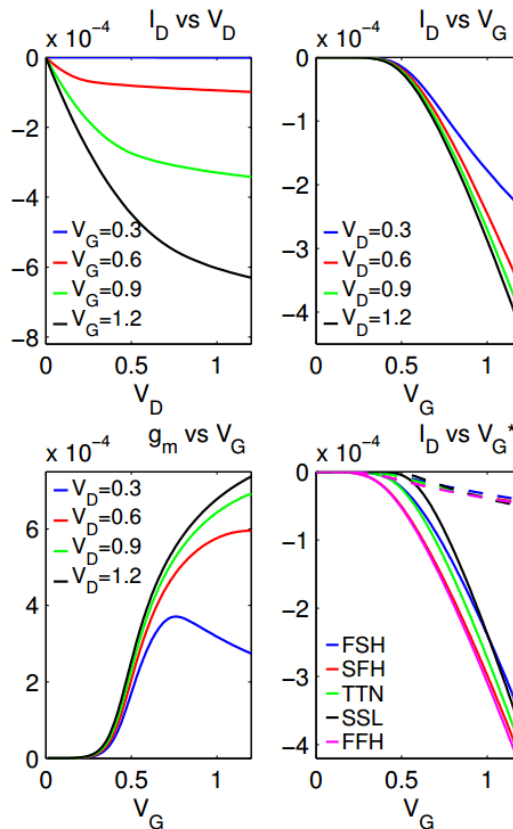 I_D vs V_D
x 10^-4
0
−2
−4
−6
−8
V_G=0.3
V_G=0.6
V_G=0.9
V_G=1.2
0 0.5 1
V_D
I_D vs V_G
x 10^-4
0
−1
−2
−3
−4
V_D=0.3
V_D=0.6
V_D=0.9
V_D=1.2
0 0.5 1
V_G
g_m vs V_G
x 10^-4
6
4
2
0
V_D=0.3
V_D=0.6
V_D=0.9
V_D=1.2
0 0.5 1
V_G
I_D vs V_G*
x 10^-4
0
−1
−2
−3
−4
FSH
SFH
TTN
SSL
FFH
0 0.5 1
V_G